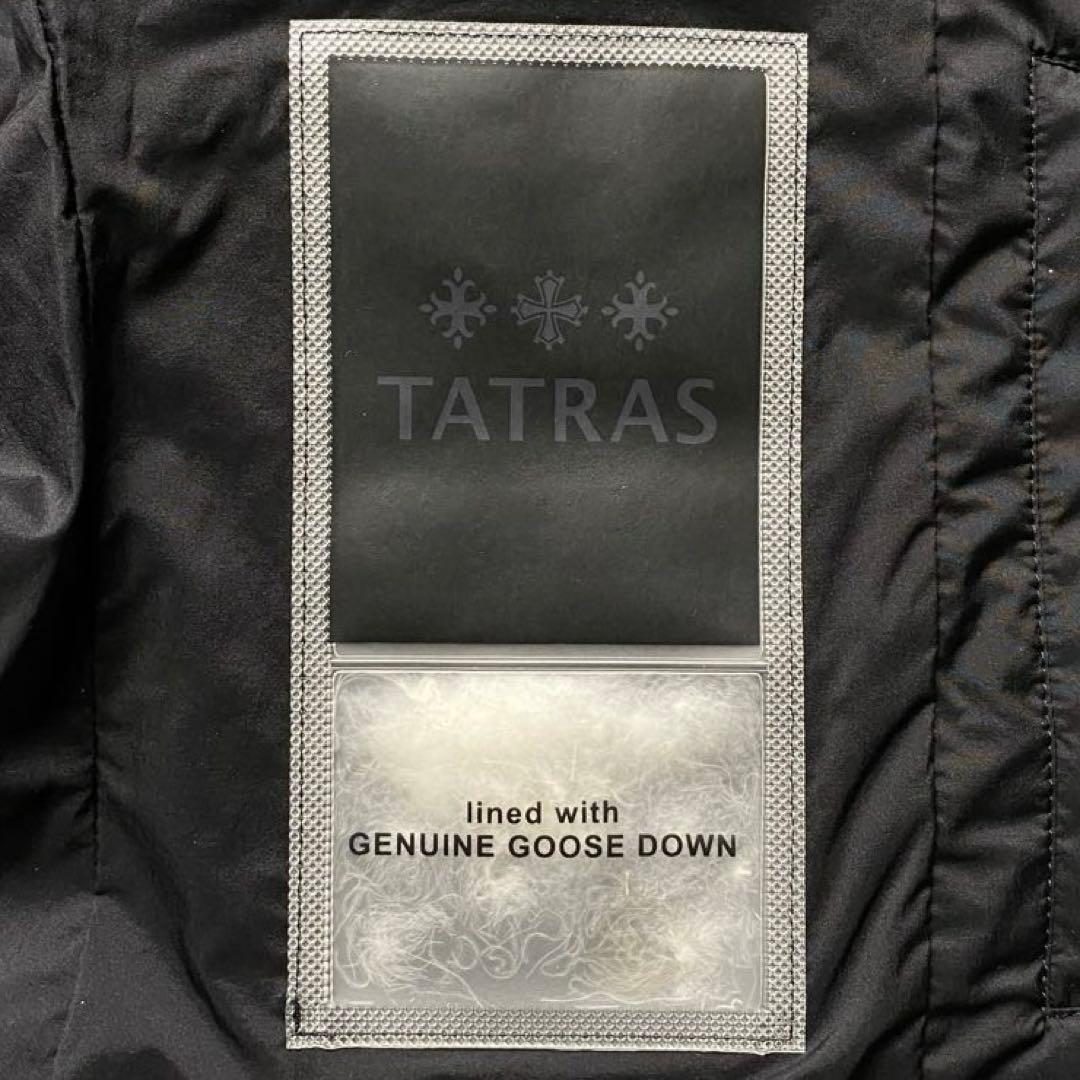 TATRAS
lined with
GENUINE GOOSE DOWN